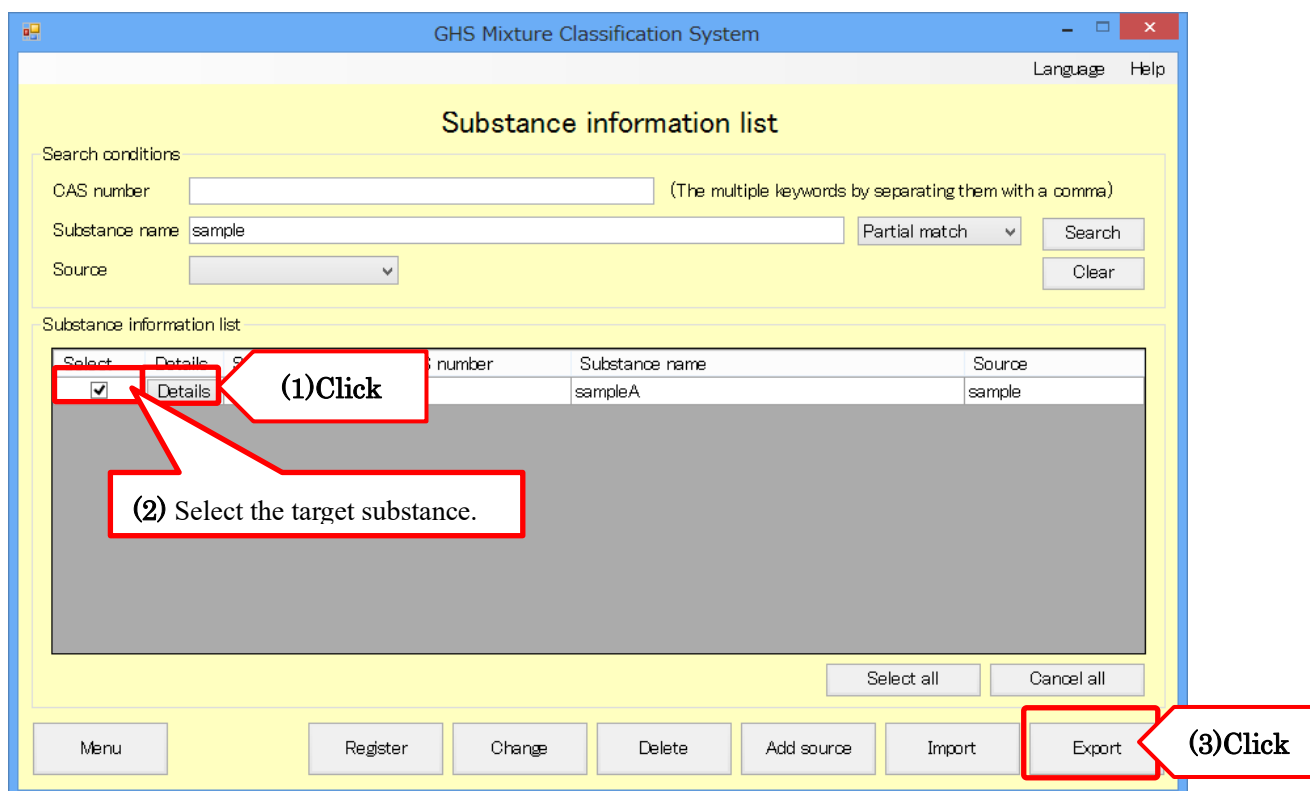 GHS Mixture Classification System
Language Help
Substance information list
Search conditions
CAS number (The multiple keywords by separating them with a comma)
Substance name sample Partial match Search
Source Clear
Substance information list
Select Details number Substance name Source
Details sampleA sample
(1)Click
(2) Select the target substance.
Select all Cancel all
Menu Register Change Delete Add source Import Export
(3)Click